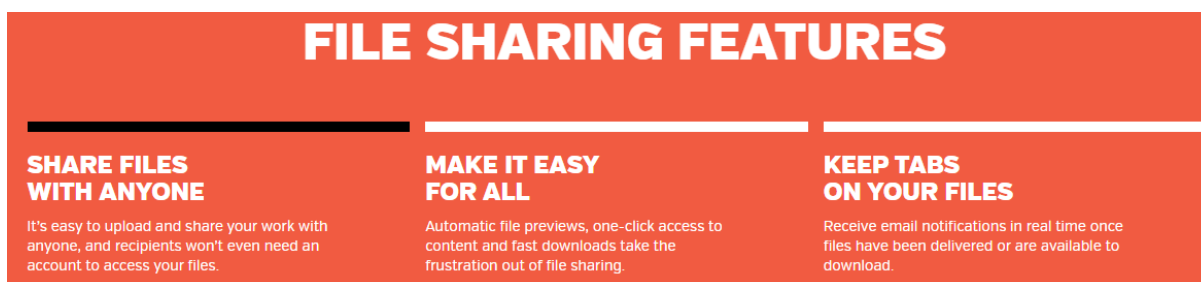 FILE SHARING FEATURES
SHARE FILES
WITH ANYONE
It's easy to upload and share your work with
anyone, and recipients won't even need an
account to access your files.
MAKE IT EASY
FOR ALL
Automatic file previews, one-click access to
content and fast downloads take the
frustration out of file sharing.
KEEP TABS
ON YOUR FILES
Receive email notifications in real time once
files have been delivered or are available to
download.